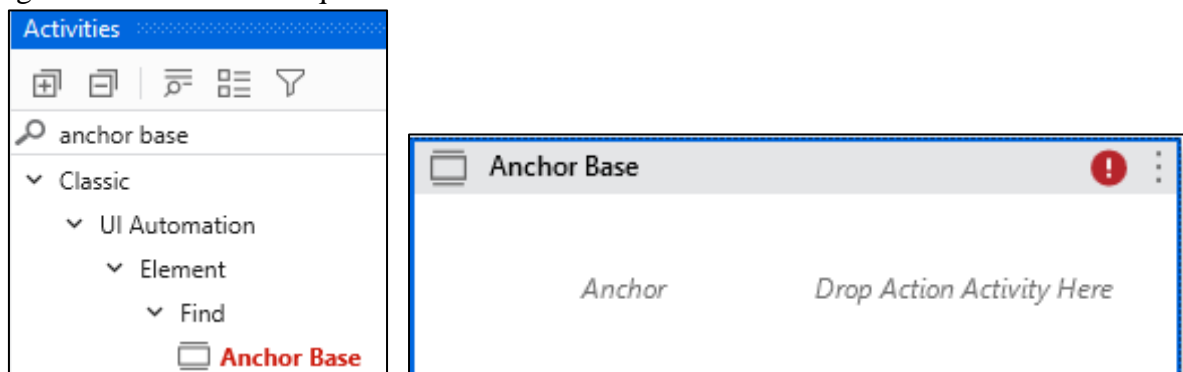 Activities
anchor base
Classic
UI Automation
Element
Find
Anchor Base
Anchor Base
Anchor
Drop Action Activity Here